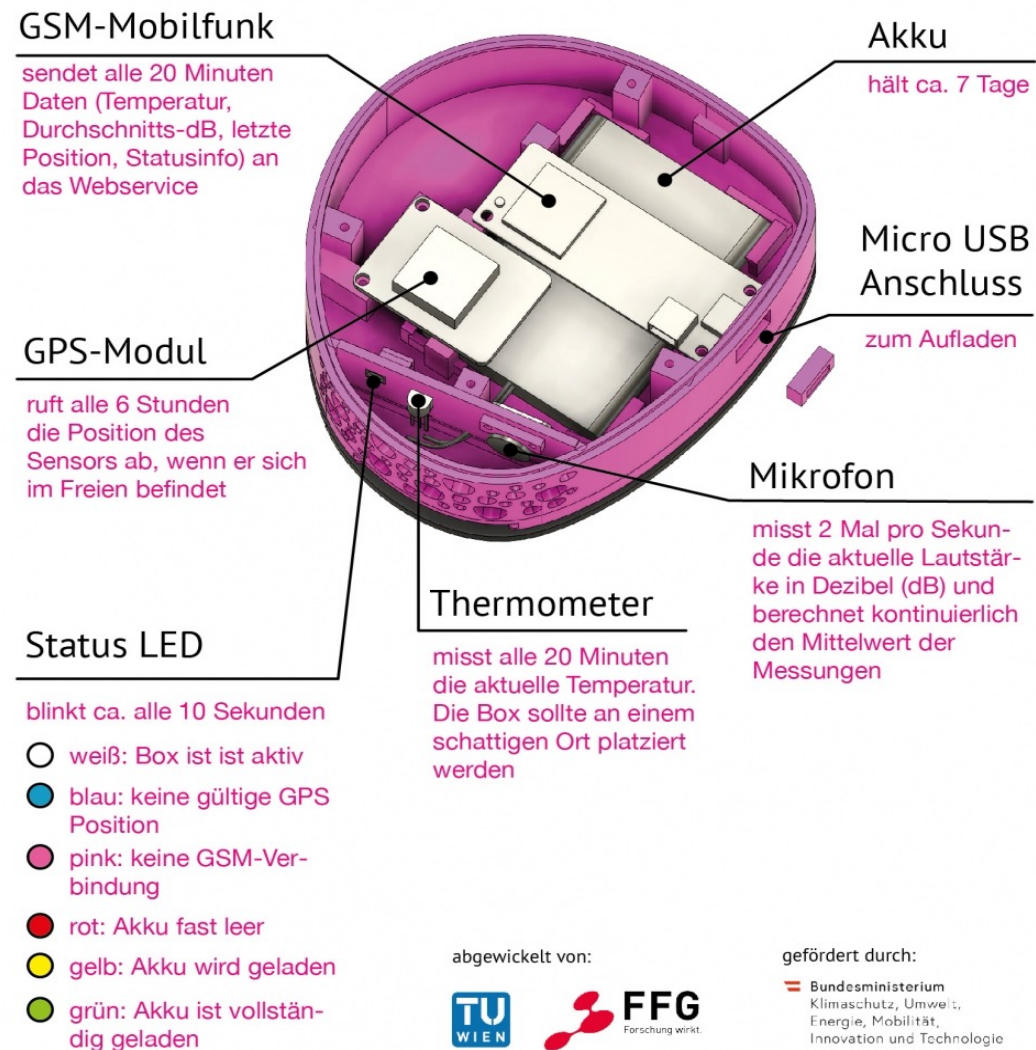 GSM-Mobilfunk
sendet alle 20 Minuten
Daten (Temperatur,
Durchschnitts-dB, letzte
Position, Statusinfo) an
das Webservice
Akku
hält ca. 7 Tage
Micro USB
Anschluss
zum Aufladen
GPS-Modul
ruft alle 6 Stunden
die Position des
Sensors ab, wenn er sich
im Freien befindet
Mikrofon
misst 2 Mal pro Sekun-
de die aktuelle Lautstär-
ke in Dezibel (dB) und
berechnet kontinuierlich
den Mittelwert der
Messungen
Thermometer
misst alle 20 Minuten
die aktuelle Temperatur.
Die Box sollte an einem
schattigen Ort platziert
werden
Status LED
blinkt ca. alle 10 Sekunden
weiß: Box ist ist aktiv
blau: keine gültige GPS
Position
pink: keine GSM-Ver-
bindung
rot: Akku fast leer
gelb: Akku wird geladen
grün: Akku ist vollstän-
dig geladen
abgewickelt von:
TU
WIEN
FFG
Forschung wirkt.
gefördert durch:
Bundesministerium
Klimaschutz, Umwelt,
Energie, Mobilität,
Innovation und Technologie